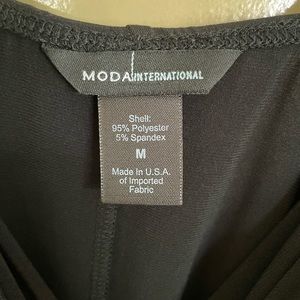 MODA INTERNATIONAL
Shell:
95% Polyester
5% Spandex
M
Made in U.S.A.
of Imported
Fabric